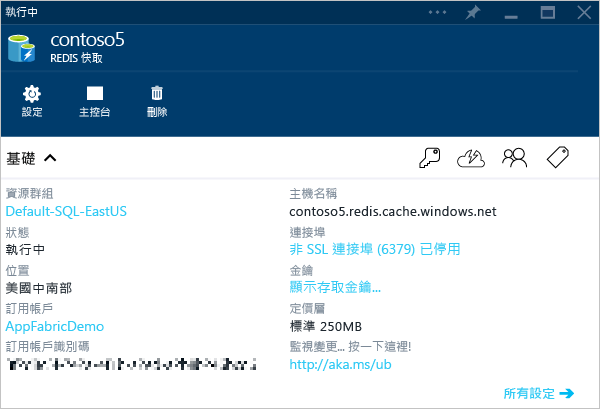 執行中
contoso5
REDIS 快取
設定
主控台
刪除
基礎
資源群組
Default-SQL-EastUS
狀態
執行中
位置
美國中南部
訂用帳戶
AppFabricDemo
訂用帳戶識別碼
主機名稱
contoso5.redis.cache.windows.net
連接埠
非 SSL 連接埠 (6379) 已停用
金鑰
顯示存取金鑰...
定價層
標準 250MB
監視變更... 按一下這裡!
http://aka.ms/ub
所有設定